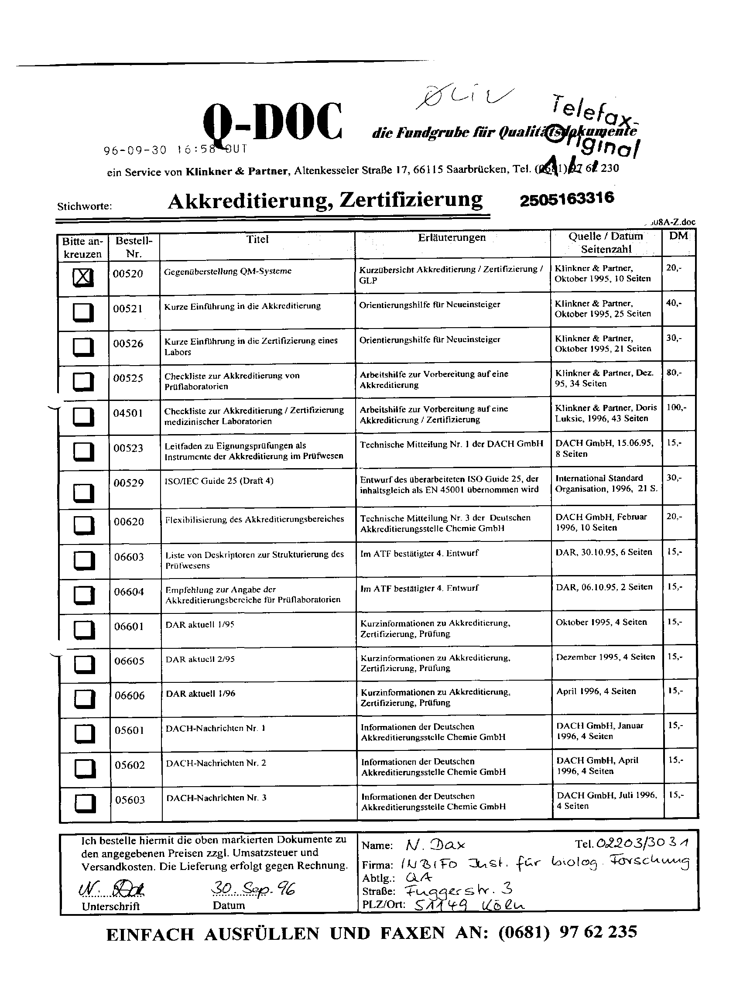 ØLIV
Telefax-
Original
Q-DOC die Fundgrube für Qualitätsdokumente
96-09-30 16:58 OUT
ein Service von Klinkner & Partner, Altenkesseler Straße 17, 66115 Saarbrücken, Tel. (0681) 97 62 230
Stichworte: Akkreditierung, Zertifizierung 2505163316
08A-Z.doc
Bitte an-kreuzen Bestell-Nr. Titel Erläuterungen Quelle / Datum Seitenzahl DM
☒ 00520 Gegenüberstellung QM-Systeme Kurzübersicht Akkreditierung / Zertifizierung / GLP Klinkner & Partner, Oktober 1995, 10 Seiten 20,-
☐ 00521 Kurze Einführung in die Akkreditierung Orientierungshilfe für Neueinsteiger Klinkner & Partner, Oktober 1995, 25 Seiten 40,-
☐ 00526 Kurze Einführung in die Zertifizierung eines Labors Orientierungshilfe für Neueinsteiger Klinkner & Partner, Oktober 1995, 21 Seiten 30,-
☐ 00525 Checkliste zur Akkreditierung von Prüflaboratorien Arbeitshilfe zur Vorbereitung auf eine Akkreditierung Klinkner & Partner, Dez. 95, 34 Seiten 80,-
☐ 04501 Checkliste zur Akkreditierung / Zertifizierung medizinischer Laboratorien Arbeitshilfe zur Vorbereitung auf eine Akkreditierung / Zertifizierung Klinkner & Partner, Doris Luksic, 1996, 43 Seiten 100,-
☐ 00523 Leitfaden zu Eignungsprüfungen als Instrumente der Akkreditierung im Prüfwesen Technische Mitteilung Nr. 1 der DACH GmbH DACH GmbH, 15.06.95, 8 Seiten 15,-
☐ 00529 ISO/IEC Guide 25 (Draft 4) Entwurf des überarbeiteten ISO Guide 25, der inhaltsgleich als EN 45001 übernommen wird International Standard Organisation, 1996, 21 S. 30,-
☐ 00620 Flexibilisierung des Akkreditierungsbereiches Technische Mitteilung Nr. 3 der Deutschen Akkreditierungsstelle Chemie GmbH DACH GmbH, Februar 1996, 10 Seiten 20,-
☐ 06603 Liste von Deskriptoren zur Strukturierung des Prüfwesens Im ATF bestätigter 4. Entwurf DAR, 30.10.95, 6 Seiten 15,-
☐ 06604 Empfehlung zur Angabe der Akkreditierungsbereiche für Prüflaboratorien Im ATF bestätigter 4. Entwurf DAR, 06.10.95, 2 Seiten 15,-
☐ 06601 DAR aktuell 1/95 Kurzinformationen zu Akkreditierung, Zertifizierung, Prüfung Oktober 1995, 4 Seiten 15,-
☐ 06605 DAR aktuell 2/95 Kurzinformationen zu Akkreditierung, Zertifizierung, Prüfung Dezember 1995, 4 Seiten 15,-
☐ 06606 DAR aktuell 1/96 Kurzinformationen zu Akkreditierung, Zertifizierung, Prüfung April 1996, 4 Seiten 15,-
☐ 05601 DACH-Nachrichten Nr. 1 Informationen der Deutschen Akkreditierungsstelle Chemie GmbH DACH GmbH, Januar 1996, 4 Seiten 15,-
☐ 05602 DACH-Nachrichten Nr. 2 Informationen der Deutschen Akkreditierungsstelle Chemie GmbH DACH GmbH, April 1996, 4 Seiten 15,-
☐ 05603 DACH-Nachrichten Nr. 3 Informationen der Deutschen Akkreditierungsstelle Chemie GmbH DACH GmbH, Juli 1996, 4 Seiten 15,-
Ich bestelle hiermit die oben markierten Dokumente zu
den angegebenen Preisen zzgl. Umsatzsteuer und
Versandkosten. Die Lieferung erfolgt gegen Rechnung.
N. Dax 30. Sep. 96
Unterschrift Datum
Name: N. Dax Tel. 02203/3031
Firma: INBIFO Inst. für biolog. Forschung
Abtlg.: QA
Straße: Fuggerstr. 3
PLZ/Ort: 51149 Köln
EINFACH AUSFÜLLEN UND FAXEN AN: (0681) 97 62 235